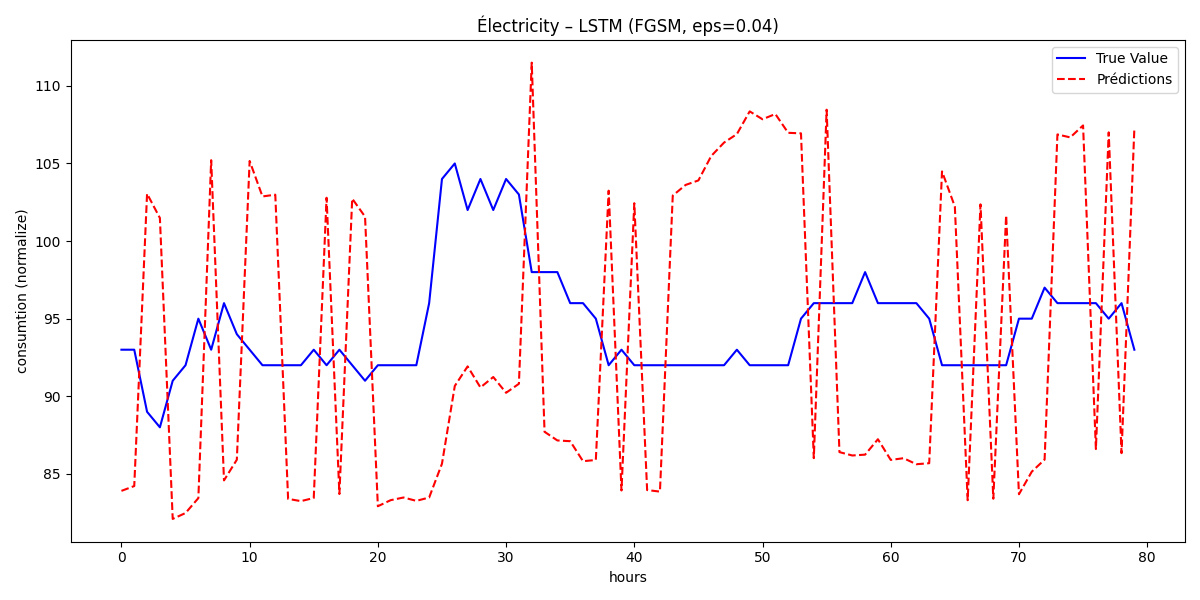 Électricity – LSTM (FGSM, eps=0.04)
True Value
Prédictions
consumtion (normalize)
110
105
100
95
90
85
0 10 20 30 40 50 60 70 80
hours